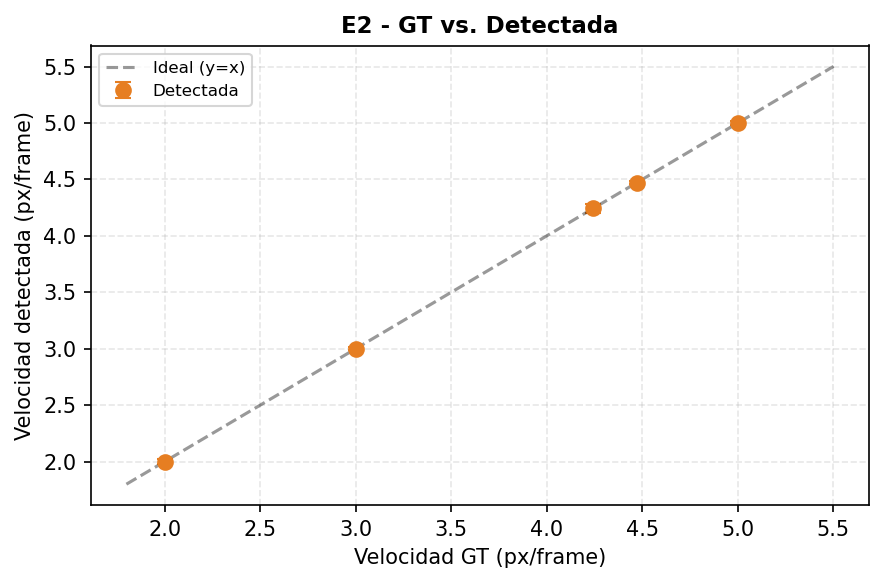 E2 - GT vs. Detectada
Ideal (y=x)
Detectada
Velocidad detectada (px/frame)
5.5
5.0
4.5
4.0
3.5
3.0
2.5
2.0
2.0 2.5 3.0 3.5 4.0 4.5 5.0 5.5
Velocidad GT (px/frame)